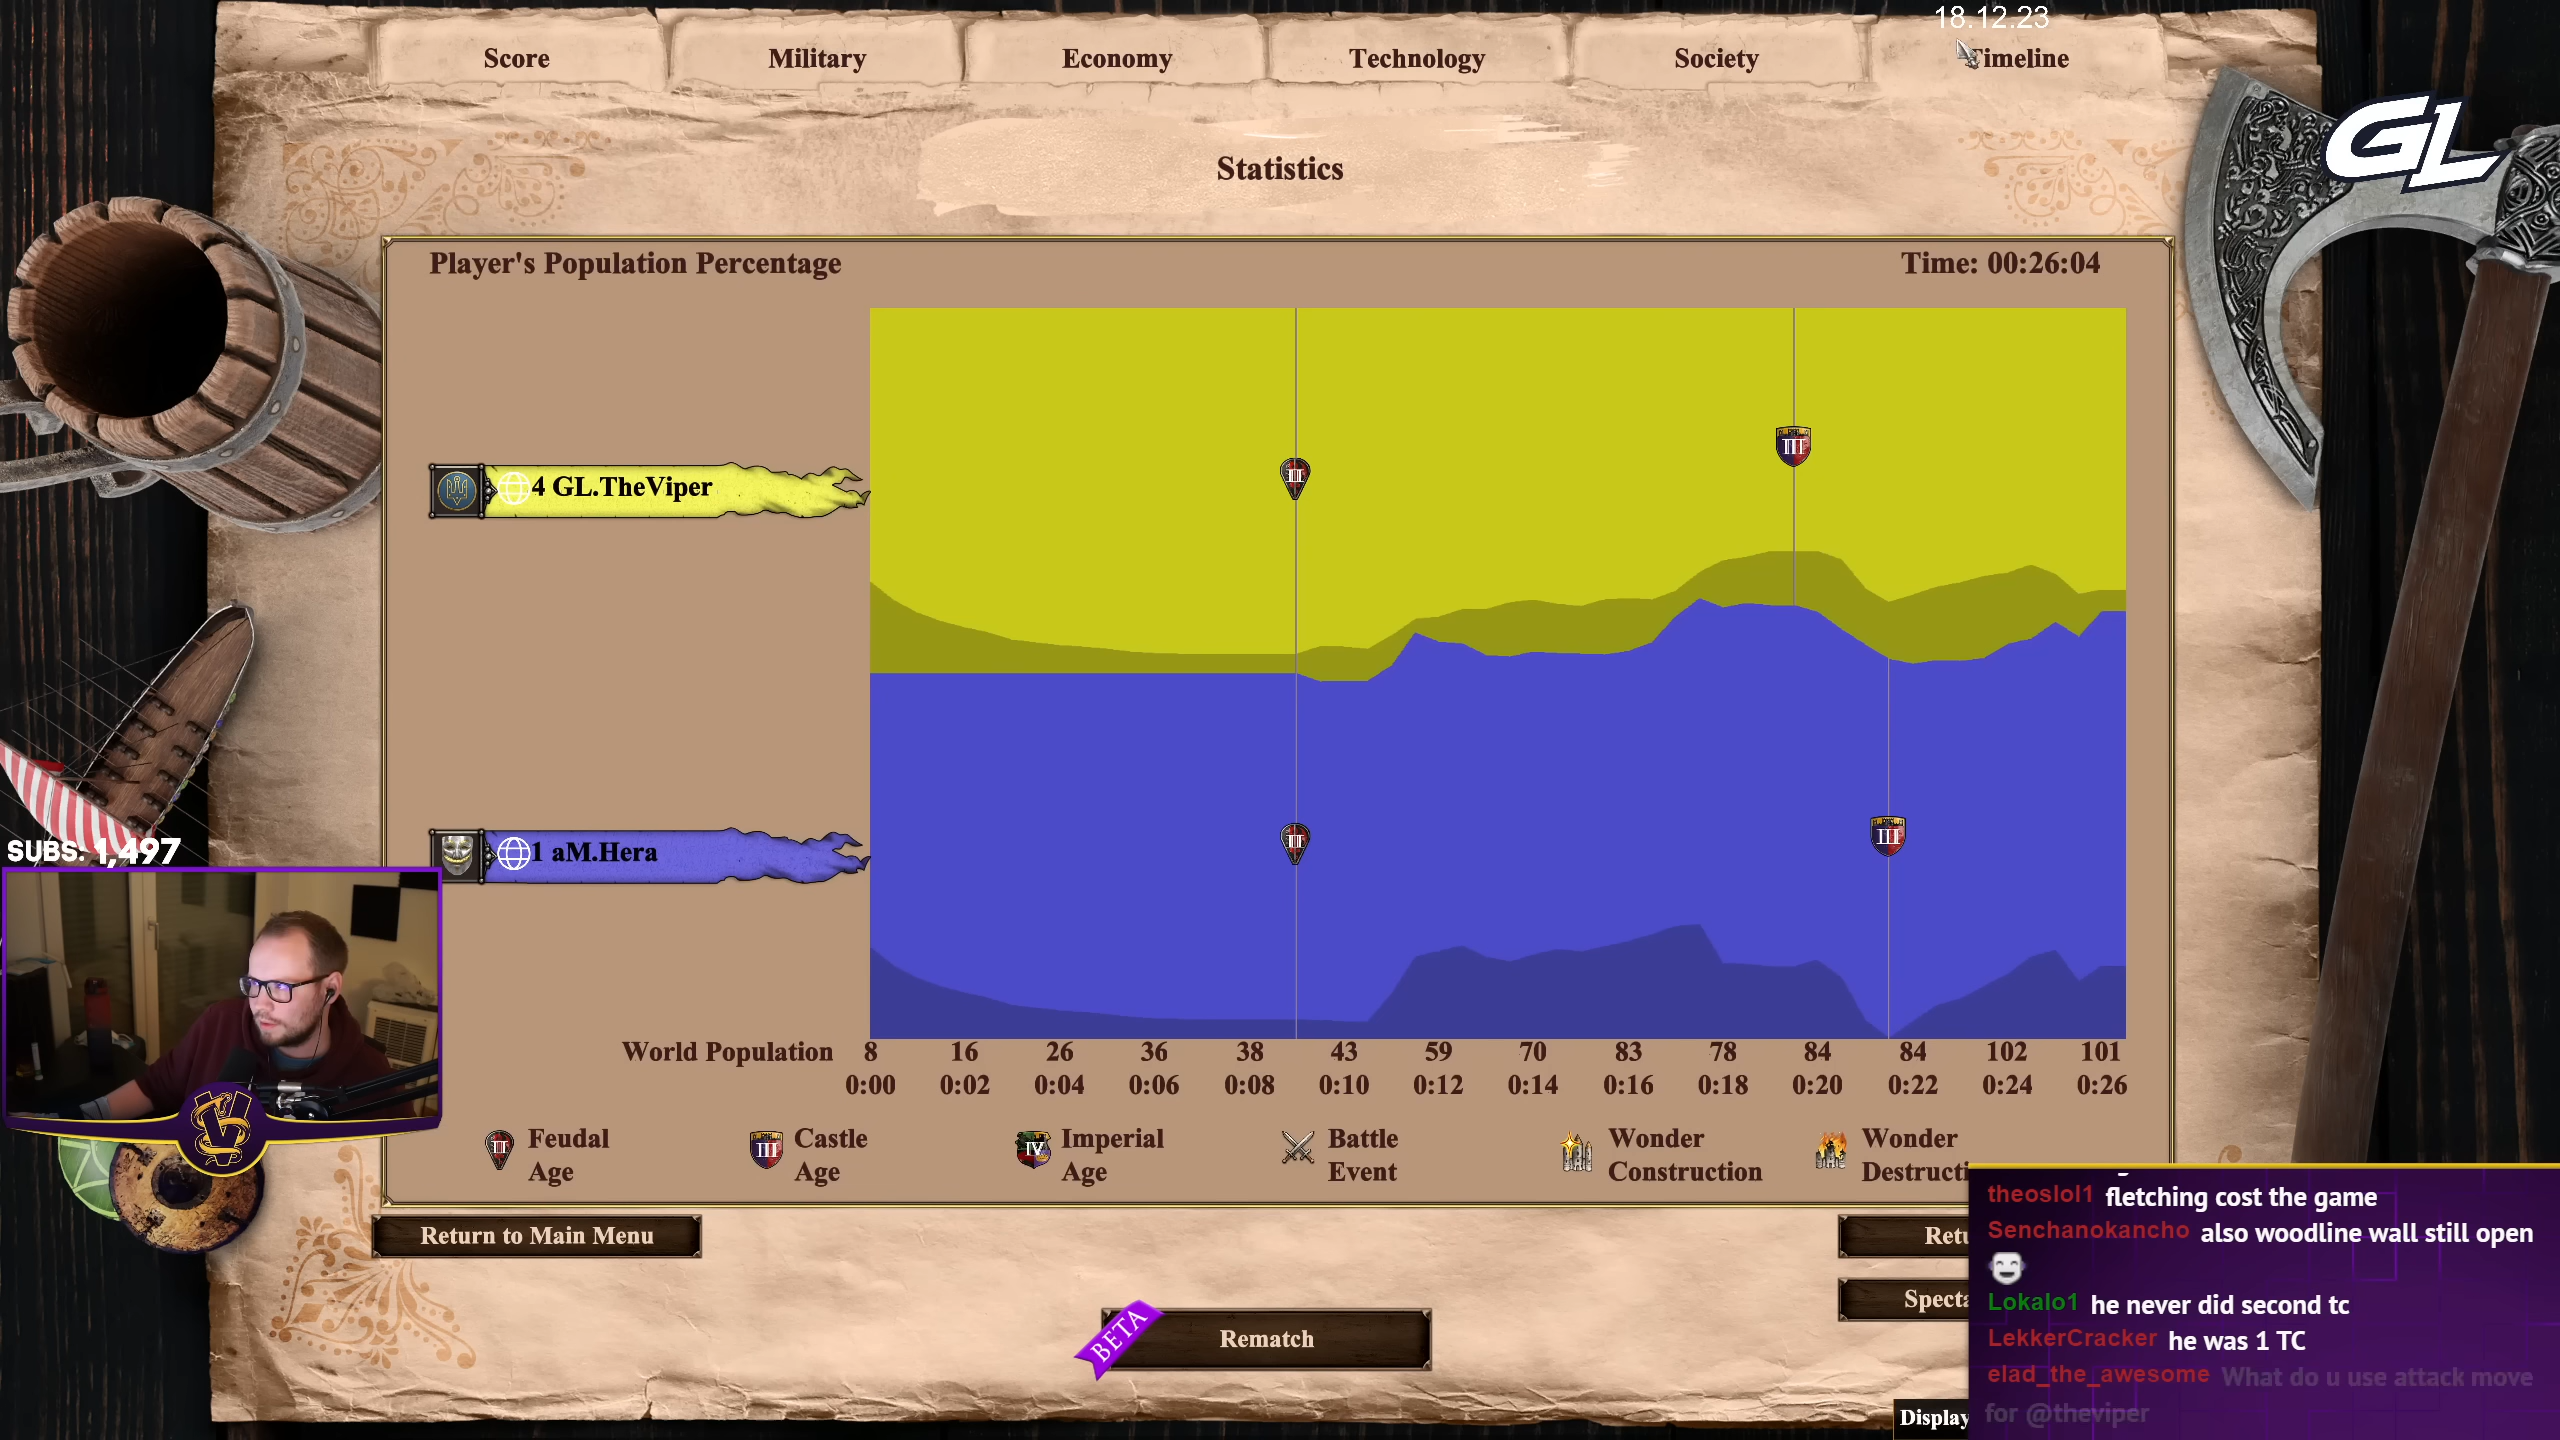 18.12.23
Score
Military
Economy
Technology
Society
Timeline
GL
Statistics
Player's Population Percentage
Time: 00:26:04
4 GL.TheViper
1 aM.Hera
SUBS: 1,497
World Population 8 16 26 36 38 43 59 70 83 78 84 84 102 101
0:00 0:02 0:04 0:06 0:08 0:10 0:12 0:14 0:16 0:18 0:20 0:22 0:24 0:26
II Feudal
Age
III Castle
Age
IV Imperial
Age
Battle
Event
Wonder
Construction
Wonder
Destructi
Return to Main Menu
Retu
Specta
BETA
Rematch
Display
theoslol1 fletching cost the game
Senchanokancho also woodline wall still open
Lokalo1 he never did second tc
LekkerCracker he was 1 TC
elad_the_awesome What do u use attack move
for @theviper